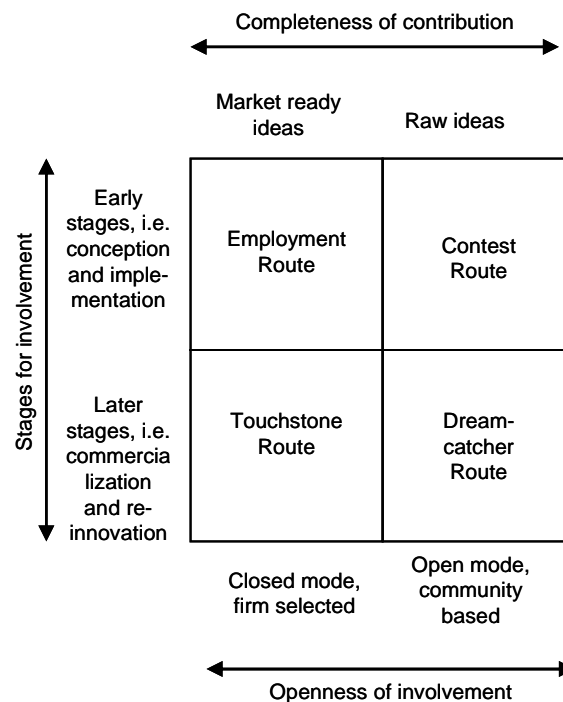 Completeness of contribution
Market ready
ideas
Raw ideas
Stages for involvement
Early
stages, i.e.
conception
and imple-
mentation
Employment
Route
Contest
Route
Later
stages, i.e.
commercia
lization
and re-
innovation
Touchstone
Route
Dream-
catcher
Route
Closed mode,
firm selected
Open mode,
community
based
Openness of involvement